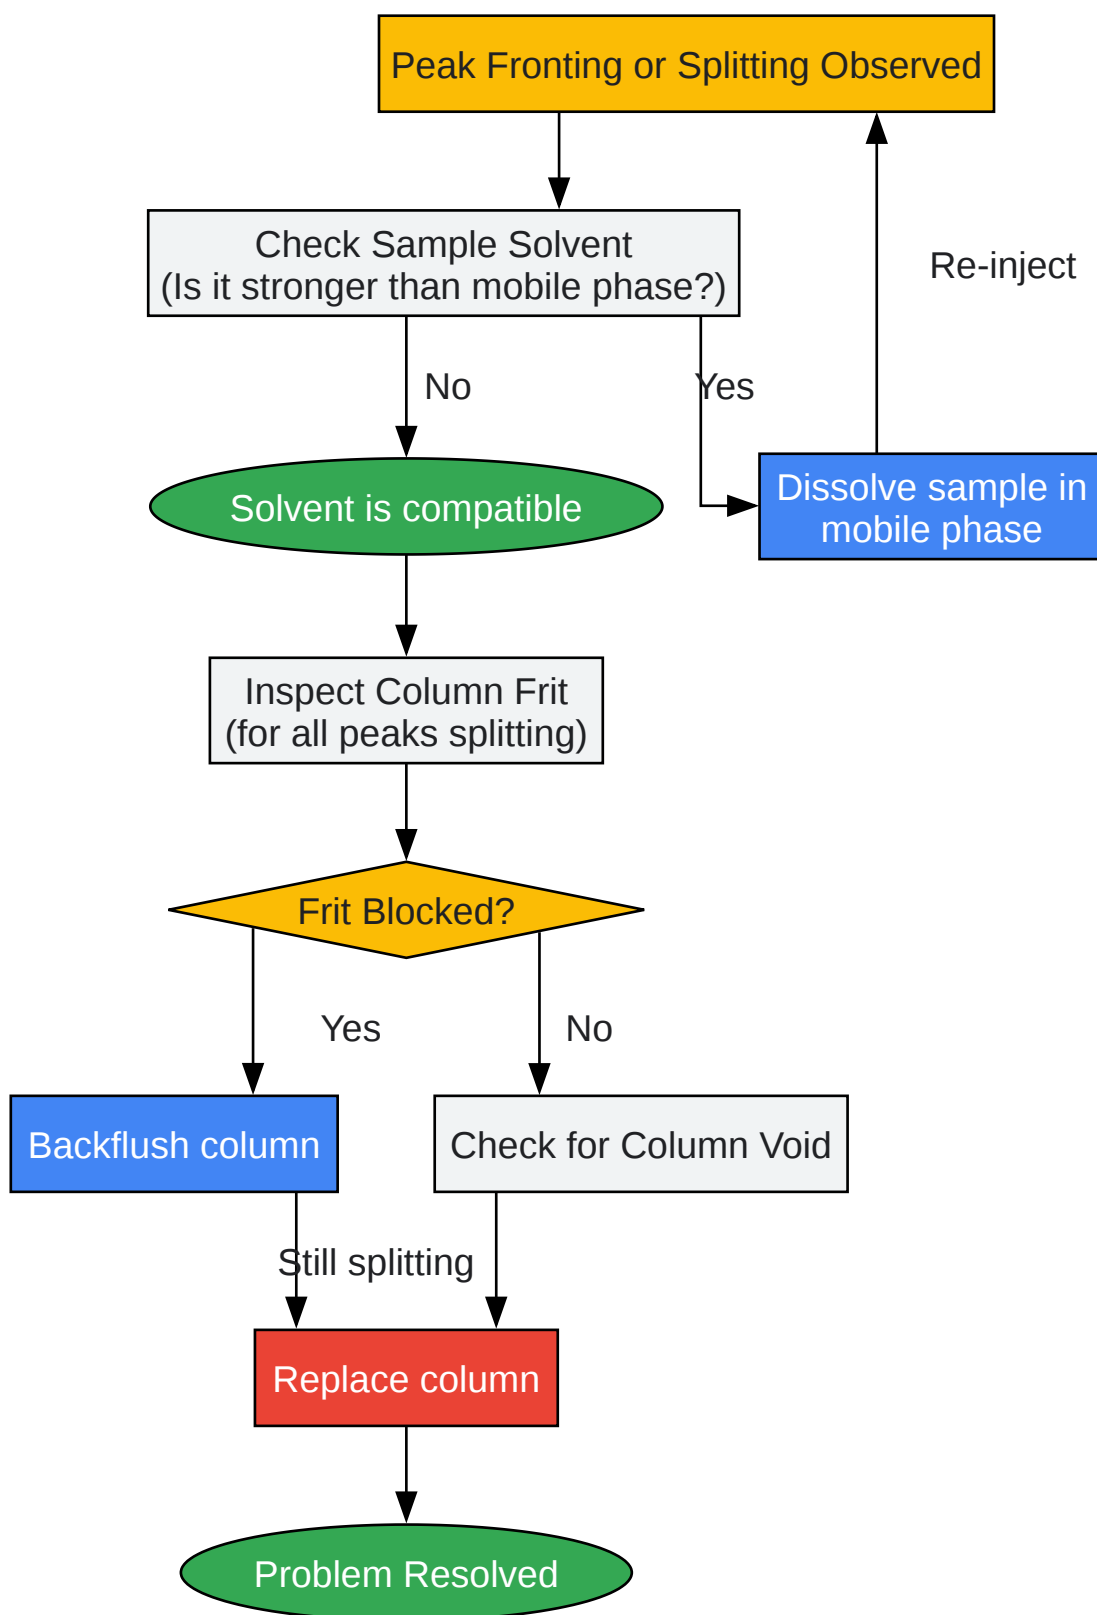 Peak Fronting or Splitting Observed
Check Sample Solvent
(Is it stronger than mobile phase?)
Re-inject
No
Yes
Solvent is compatible
Dissolve sample in
mobile phase
Inspect Column Frit
(for all peaks splitting)
Frit Blocked?
Yes
No
Backflush column
Check for Column Void
Still splitting
Replace column
Problem Resolved